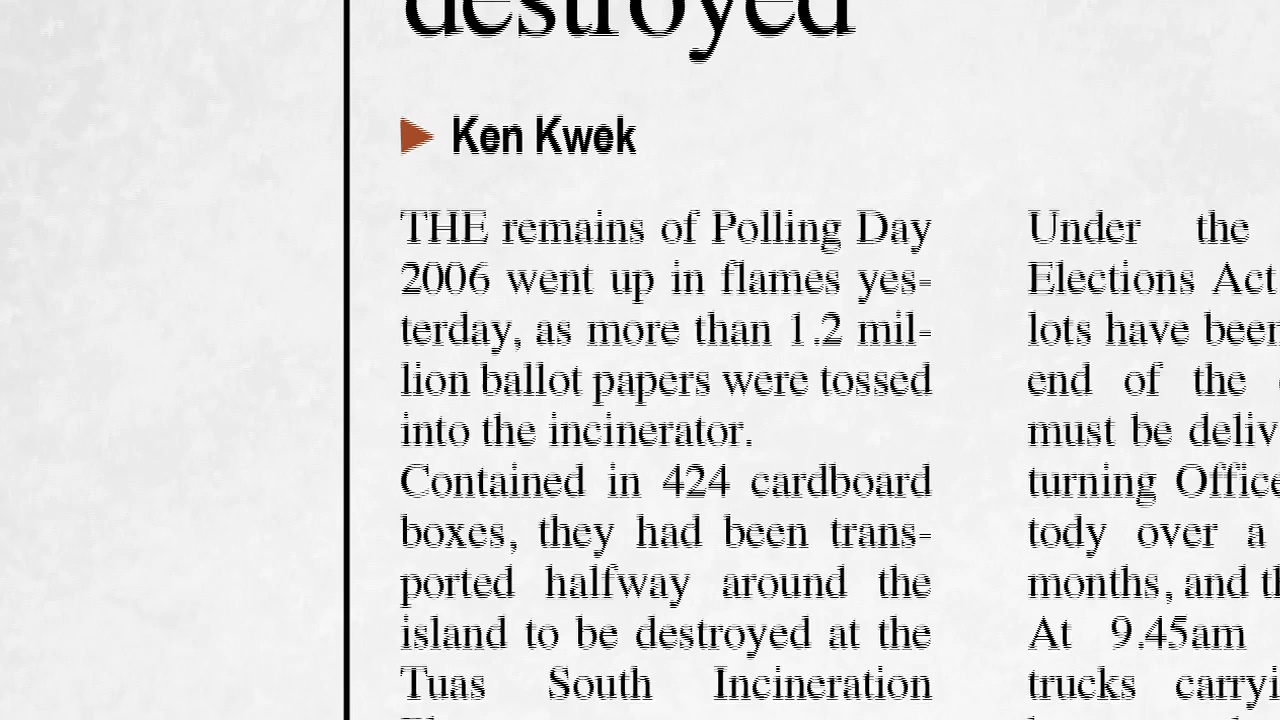 destroyed
Ken Kwek
THE remains of Polling Day
2006 went up in flames yes-
terday, as more than 1.2 mil-
lion ballot papers were tossed
into the incinerator.
Contained in 424 cardboard
boxes, they had been trans-
ported halfway around the
island to be destroyed at the
Tuas South Incineration
Under the
Elections Act
lots have been
end of the
must be deliv
turning Office
tody over a
months, and th
At 9.45am
trucks carryi